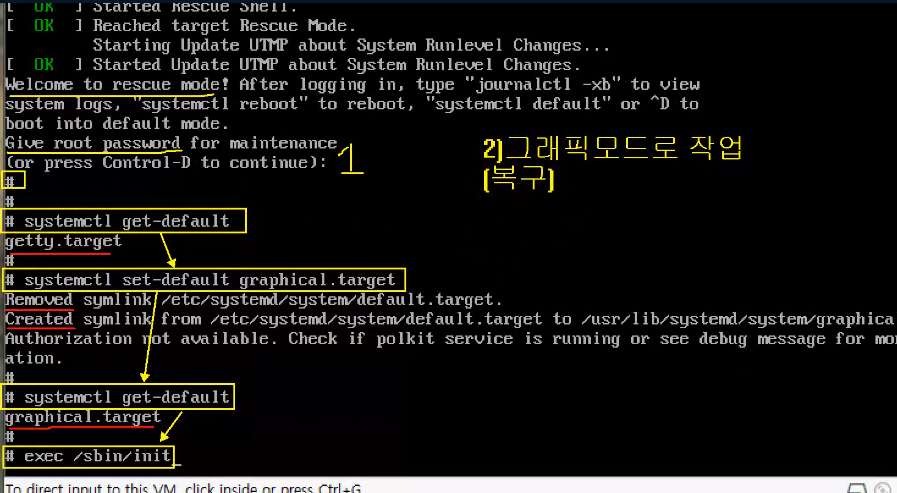 [  OK  ] Started Rescue Shell.
[  OK  ] Reached target Rescue Mode.
Starting Update UTMP about System Runlevel Changes...
[  OK  ] Started Update UTMP about System Runlevel Changes.
Welcome to rescue mode! After logging in, type "journalctl -xb" to view
system logs, "systemctl reboot" to reboot, "systemctl default" or ^D to
boot into default mode.
Give root password for maintenance
(or press Control-D to continue): 1
2)그래픽모드로 작업
(복구)
#
#
# systemctl get-default
getty.target
#
# systemctl set-default graphical.target
Removed symlink /etc/systemd/system/default.target.
Created symlink from /etc/systemd/system/default.target to /usr/lib/systemd/system/graphica
Authorization not available. Check if polkit service is running or see debug message for mor
ation.
#
# systemctl get-default
graphical.target
#
# exec /sbin/init_
To direct input to this VM, click inside or press Ctrl+G.